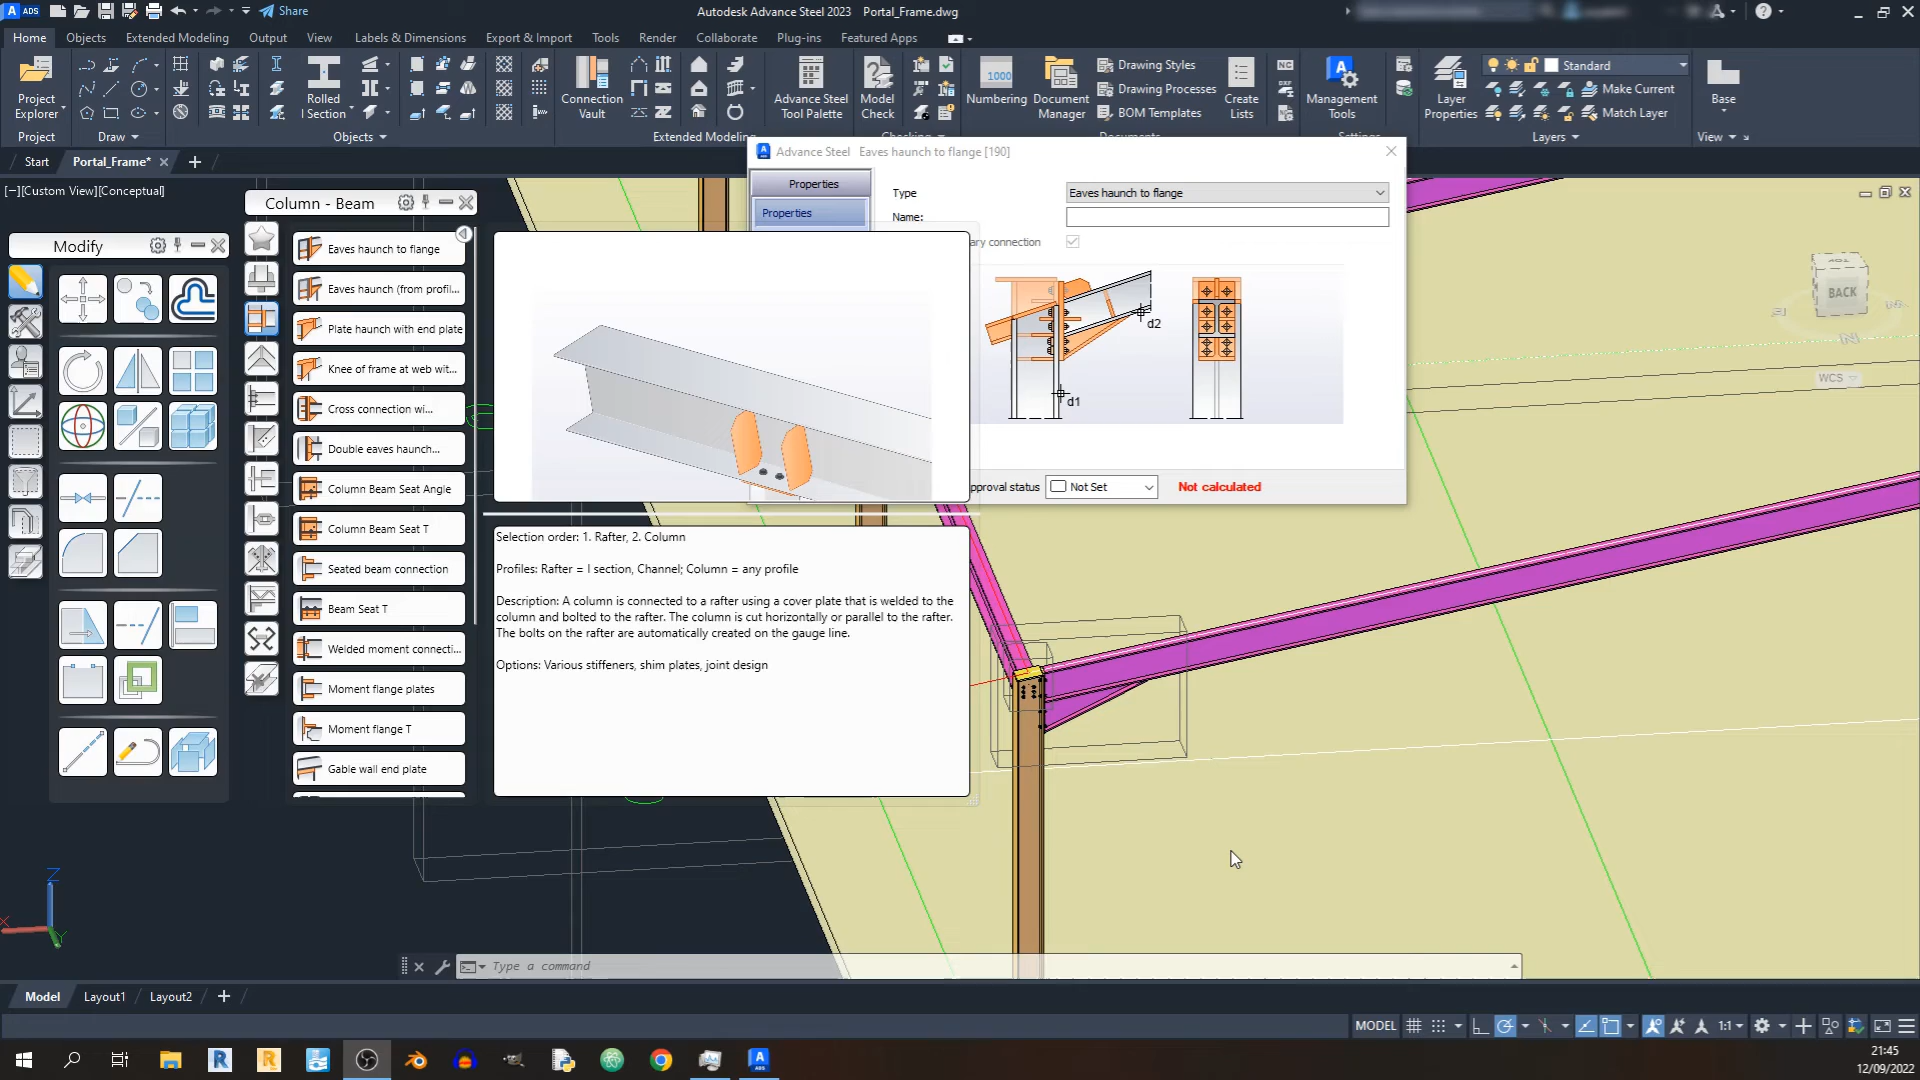 A ADS
Share
Autodesk Advance Steel 2023 Portal_Frame.dwg
Home Objects Extended Modeling Output View Labels & Dimensions Export & Import Tools Render Collaborate Plug-ins Featured Apps
Project
Explorer
Rolled
I Section
Connection
Vault
Advance Steel
Tool Palette
Model
Check
1000
Numbering
Document
Manager
Drawing Styles
Drawing Processes
BOM Templates
Create
Lists
NC
DXF
Management
Tools
Layer
Properties
Standard
Make Current
Match Layer
Base
Project
Draw
Objects
Extended Modeling
Layers
View
Start
Portal_Frame*
[−][Custom View][Conceptual]
Column - Beam
Modify
Eaves haunch to flange
Eaves haunch (from profil...
Plate haunch with end plate
Knee of frame at web wit...
Cross connection wi...
Double eaves haunch...
Column Beam Seat Angle
Column Beam Seat T
Seated beam connection
Beam Seat T
Welded moment connecti...
Moment flange plates
Moment flange T
Gable wall end plate
Advance Steel Eaves haunch to flange [190]
Properties
Properties
Type
Eaves haunch to flange
Name:
ary connection
d2
d1
pproval status
Not Set
Not calculated
Selection order: 1. Rafter, 2. Column
Profiles: Rafter = I section, Channel; Column = any profile
Description: A column is connected to a rafter using a cover plate that is welded to the
column and bolted to the rafter. The column is cut horizontally or parallel to the rafter.
The bolts on the rafter are automatically created on the gauge line.
Options: Various stiffeners, shim plates, joint design
TOP
BACK
N
WCS
Z
X
Y
Type a command
Model Layout1 Layout2
MODEL
1:1
21:45
12/09/2022